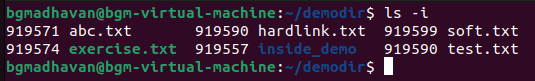 bgmadhavan@bgm-virtual-machine:~/demodir$ ls -i
919571 abc.txt 919590 hardlink.txt 919599 soft.txt
919574 exercise.txt 919557 inside_demo 919590 test.txt
bgmadhavan@bgm-virtual-machine:~/demodir$